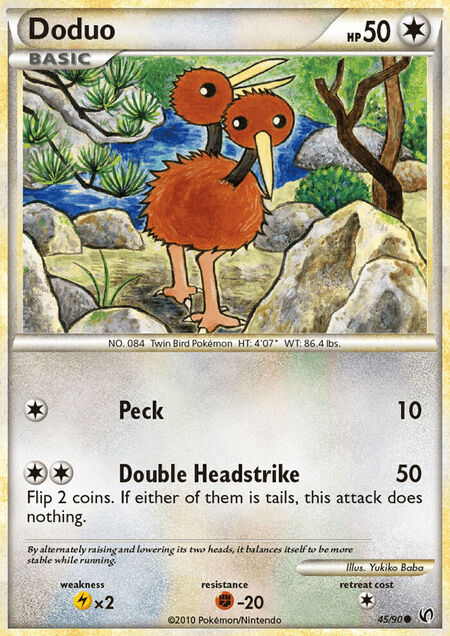 Doduo
HP 50
BASIC
NO. 084 Twin Bird Pokémon HT: 4'07" WT: 86.4 lbs.
Peck 10
Double Headstrike 50
Flip 2 coins. If either of them is tails, this attack does
nothing.
By alternately raising and lowering its two heads, it balances itself to be more
stable while running.
Illus. Yukiko Baba
weakness resistance retreat cost
×2 -20
©2010 Pokémon/Nintendo 45/90